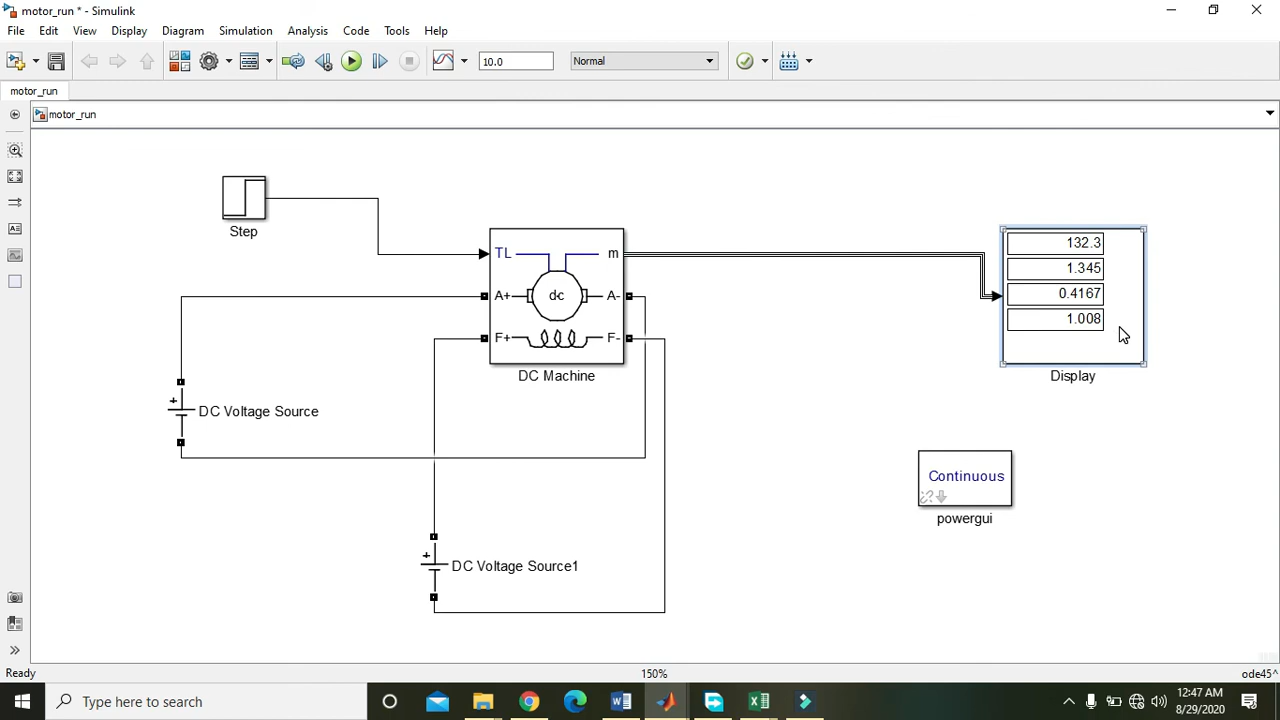 motor_run * - Simulink
File Edit View Display Diagram Simulation Analysis Code Tools Help
10.0 Normal
motor_run
motor_run
Step
TL m
dc
A+ A-
F+ F-
DC Machine
132.3
1.345
0.4167
1.008
Display
+
DC Voltage Source
Continuous
powergui
+
DC Voltage Source1
Ready 150% ode45^
Type here to search
12:47 AM
8/29/2020